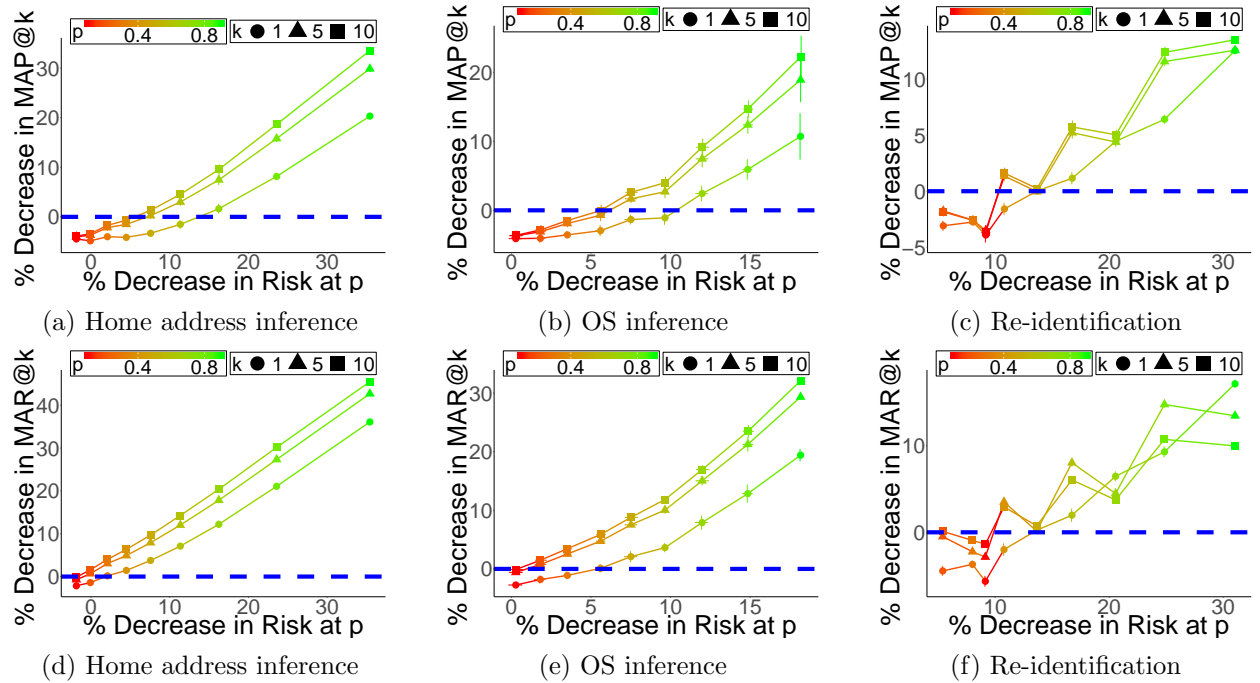 p 0.4 0.8 k 1 5 10
% Decrease in MAP@k
30
20
10
0
0 10 20 30
% Decrease in Risk at p
(a) Home address inference
p 0.4 0.8 k 1 5 10
% Decrease in MAP@k
20
10
0
0 5 10 15
% Decrease in Risk at p
(b) OS inference
p 0.4 0.8 k 1 5 10
% Decrease in MAP@k
10
5
0
−5
10 20 30
% Decrease in Risk at p
(c) Re-identification
p 0.4 0.8 k 1 5 10
% Decrease in MAR@k
40
30
20
10
0
0 10 20 30
% Decrease in Risk at p
(d) Home address inference
p 0.4 0.8 k 1 5 10
% Decrease in MAR@k
30
20
10
0
0 5 10 15
% Decrease in Risk at p
(e) OS inference
p 0.4 0.8 k 1 5 10
% Decrease in MAR@k
10
0
10 20 30
% Decrease in Risk at p
(f) Re-identification